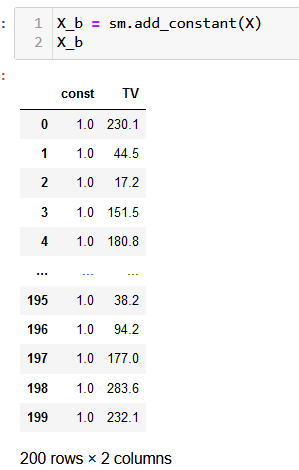 : 1 X_b = sm.add_constant(X)
2 X_b
:
const TV
0 1.0 230.1
1 1.0 44.5
2 1.0 17.2
3 1.0 151.5
4 1.0 180.8
... ... ...
195 1.0 38.2
196 1.0 94.2
197 1.0 177.0
198 1.0 283.6
199 1.0 232.1
200 rows × 2 columns